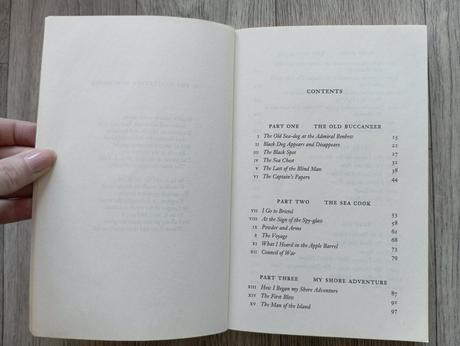 CONTENTS
PART ONE THE OLD BUCCANEER
I The Old Sea-dog at the Admiral Benbow 15
II Black Dog Appears and Disappears 21
III The Black Spot 27
IV The Sea Chest 32
V The Last of the Blind Man 38
VI The Captain's Papers 44
PART TWO THE SEA COOK
VII I Go to Bristol 53
VIII At the Sign of the Spy-glass 58
IX Powder and Arms 63
X The Voyage 68
XI What I Heard in the Apple Barrel 73
XII Council of War 79
PART THREE MY SHORE ADVENTURE
XIII How I Began my Shore Adventure 87
XIV The First Blow 92
XV The Man of the Island 97